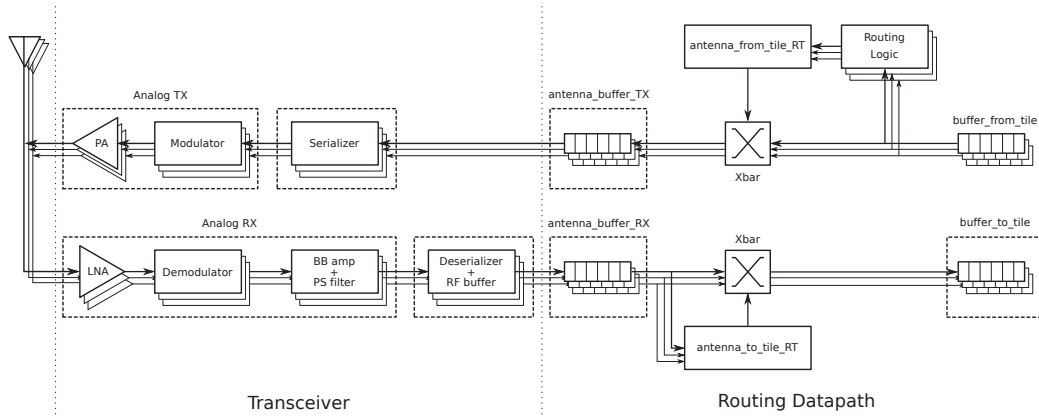 antenna_from_tile_RT
Routing
Logic
Analog TX
antenna_buffer_TX
buffer_from_tile
PA
Modulator
Serializer
Xbar
Analog RX
antenna_buffer_RX
Xbar
buffer_to_tile
LNA
Demodulator
BB amp
+
PS filter
Deserializer
+
RF buffer
antenna_to_tile_RT
Transceiver
Routing Datapath